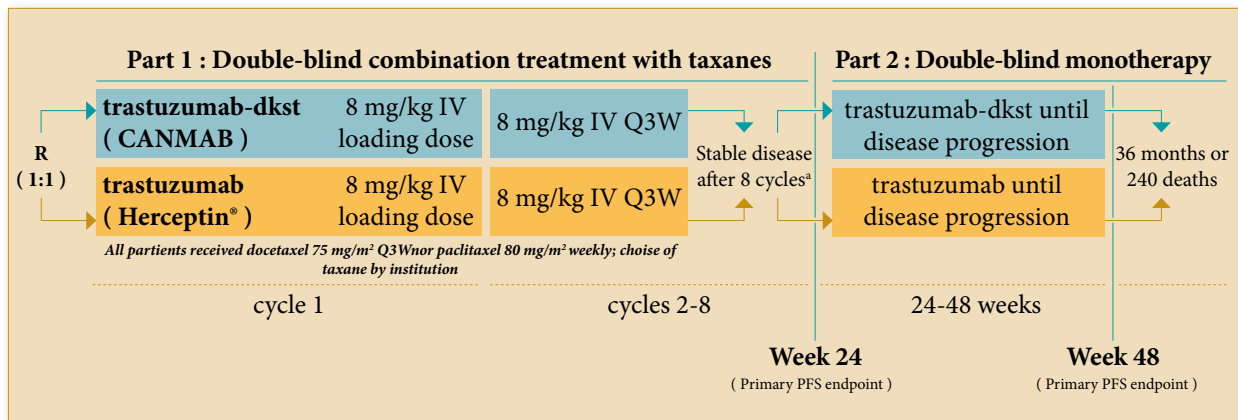 Part 1 : Double-blind combination treatment with taxanes
Part 2 : Double-blind monotherapy
R
( 1:1 )
trastuzumab-dkst
( CANMAB )
8 mg/kg IV
loading dose
8 mg/kg IV Q3W
trastuzumab
(Herceptin®)
8 mg/kg IV
loading dose
8 mg/kg IV Q3W
Stable disease
after 8 cyclesª
trastuzumab-dkst until
disease progression
trastuzumab until
disease progression
36 months or
240 deaths
All partients received docetaxel 75 mg/m² Q3Wnor paclitaxel 80 mg/m² weekly; choise of
taxane by institution
cycle 1
cycles 2-8
24-48 weeks
Week 24
( Primary PFS endpoint )
Week 48
( Primary PFS endpoint )